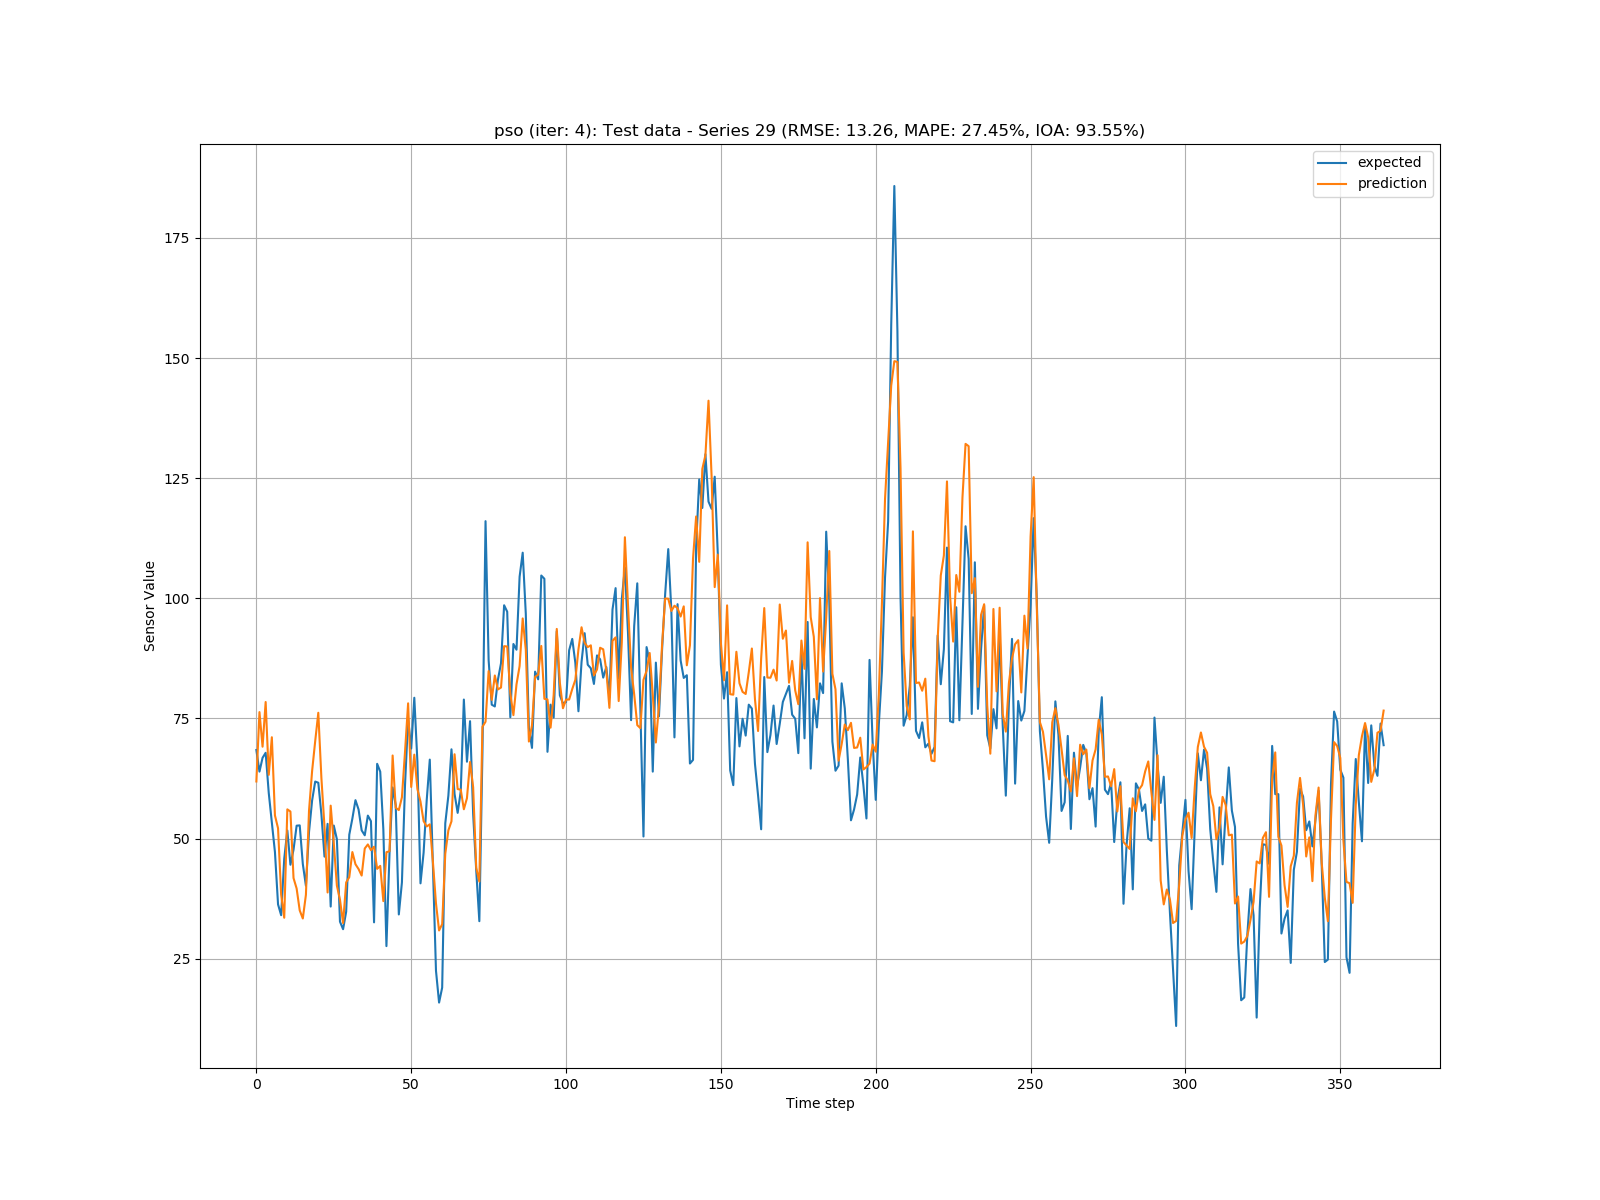 pso (iter: 4): Test data - Series 29 (RMSE: 13.26, MAPE: 27.45%, IOA: 93.55%)
expected
prediction
175
150
125
100
75
50
25
Sensor Value
0 50 100 150 200 250 300 350
Time step